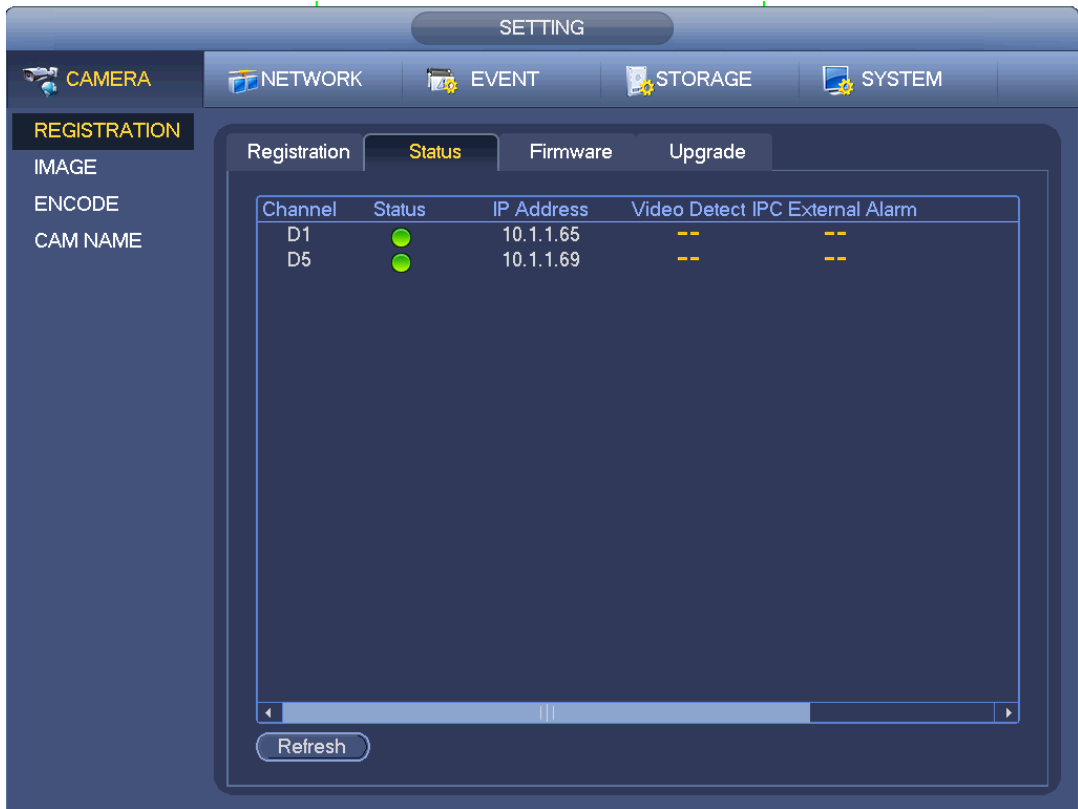 SETTING
CAMERA NETWORK EVENT STORAGE SYSTEM
REGISTRATION
IMAGE
ENCODE
CAM NAME
Registration Status Firmware Upgrade
Channel Status IP Address Video Detect IPC External Alarm
D1 10.1.1.65 -- --
D5 10.1.1.69 -- --
Refresh